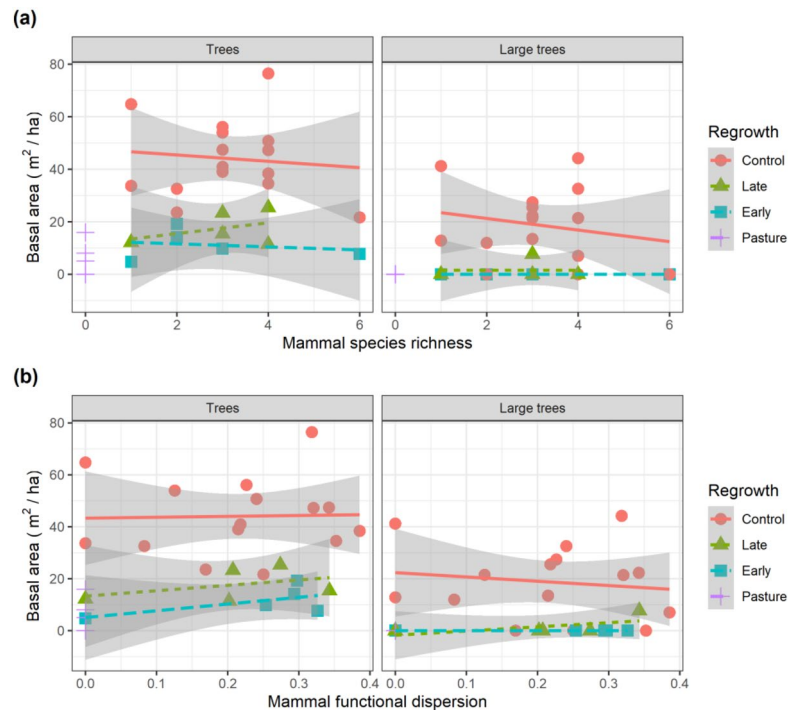 (a)
Trees
Large trees
80
60
40
20
0
Basal area ( m² / ha)
0 2 4 6 0 2 4 6
Mammal species richness
Regrowth
Control
Late
Early
Pasture
(b)
Trees
Large trees
80
60
40
20
0
Basal area ( m² / ha)
0.0 0.1 0.2 0.3 0.4 0.0 0.1 0.2 0.3 0.4
Mammal functional dispersion
Regrowth
Control
Late
Early
Pasture